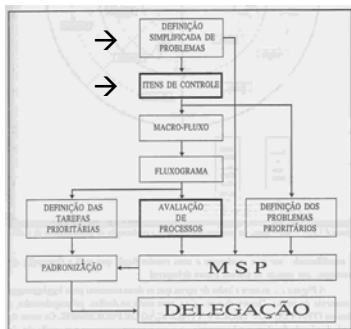 DEFINIÇÃO
SIMPLIFICADA DE
PROBLEMAS
ITENS DE CONTROLE
MACRO-FLUXO
FLUXOGRAMA
DEFINIÇÃO DAS
TAREFAS
PRIORITÁRIAS
AVALIAÇÃO
DE
PROCESSOS
DEFINIÇÃO DOS
PROBLEMAS
PRIORITÁRIOS
PADRONIZAÇÃO
MSP
DELEGAÇÃO